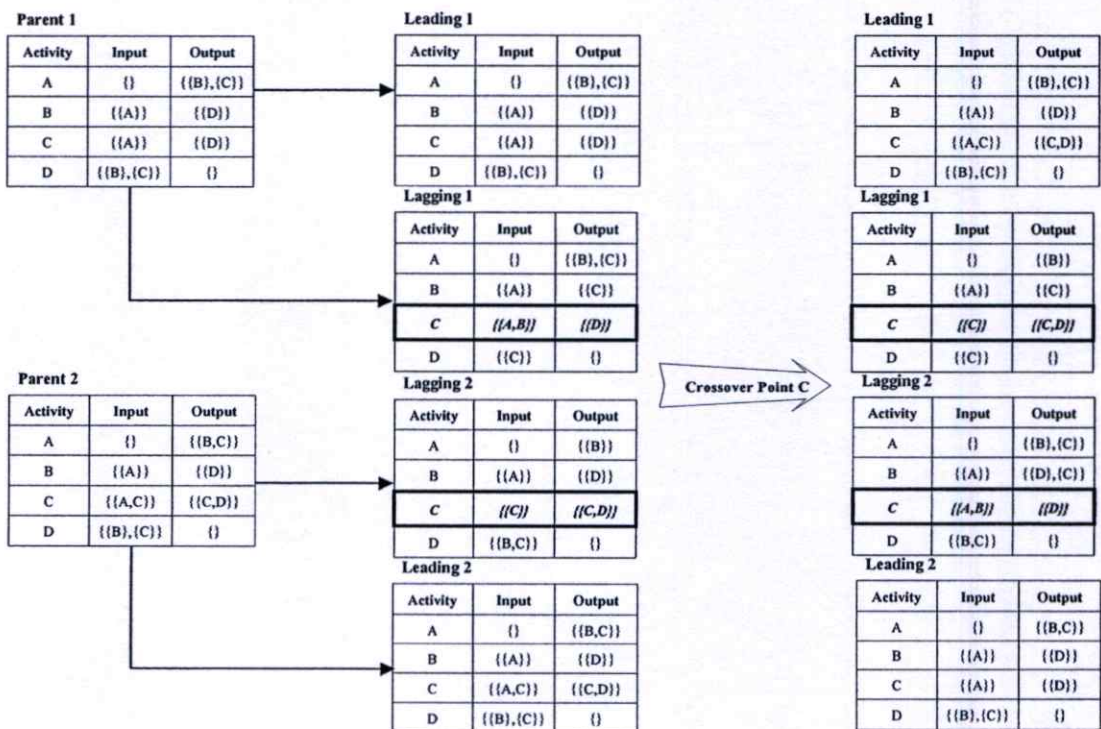 Parent 1
Activity Input Output
A {} {{B},{C}}
B {{A}} {{D}}
C {{A}} {{D}}
D {{B},{C}} {}
Parent 2
Activity Input Output
A {} {{B,C}}
B {{A}} {{D}}
C {{A,C}} {{C,D}}
D {{B},{C}} {}
Leading 1
Activity Input Output
A {} {{B},{C}}
B {{A}} {{D}}
C {{A}} {{D}}
D {{B},{C}} {}
Lagging 1
Activity Input Output
A {} {{B},{C}}
B {{A}} {{C}}
C {{A,B}} {{D}}
D {{C}} {}
Lagging 2
Activity Input Output
A {} {{B}}
B {{A}} {{D}}
C {{C}} {{C,D}}
D {{B,C}} {}
Leading 2
Activity Input Output
A {} {{B,C}}
B {{A}} {{D}}
C {{A,C}} {{C,D}}
D {{B},{C}} {}
Crossover Point C
Leading 1
Activity Input Output
A {} {{B},{C}}
B {{A}} {{D}}
C {{A,C}} {{C,D}}
D {{B},{C}} {}
Lagging 1
Activity Input Output
A {} {{B}}
B {{A}} {{C}}
C {{C}} {{C,D}}
D {{C}} {}
Lagging 2
Activity Input Output
A {} {{B},{C}}
B {{A}} {{D},{C}}
C {{A,B}} {{D}}
D {{B,C}} {}
Leading 2
Activity Input Output
A {} {{B,C}}
B {{A}} {{D}}
C {{A}} {{D}}
D {{B},{C}} {}